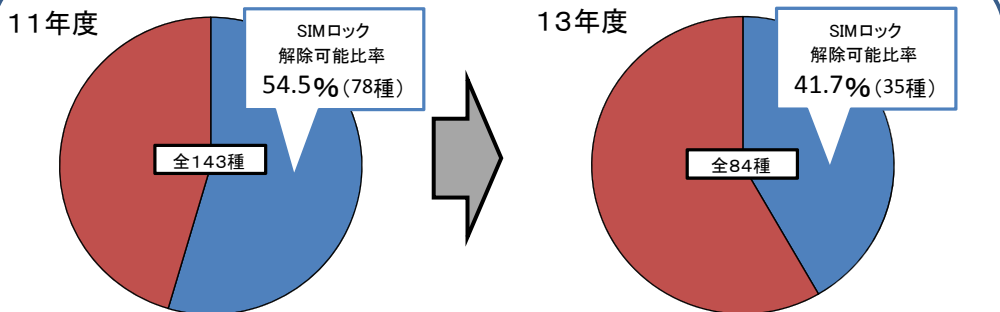 11年度
SIMロック
解除可能比率
54.5%(78種)
全143種
13年度
SIMロック
解除可能比率
41.7%(35種)
全84種